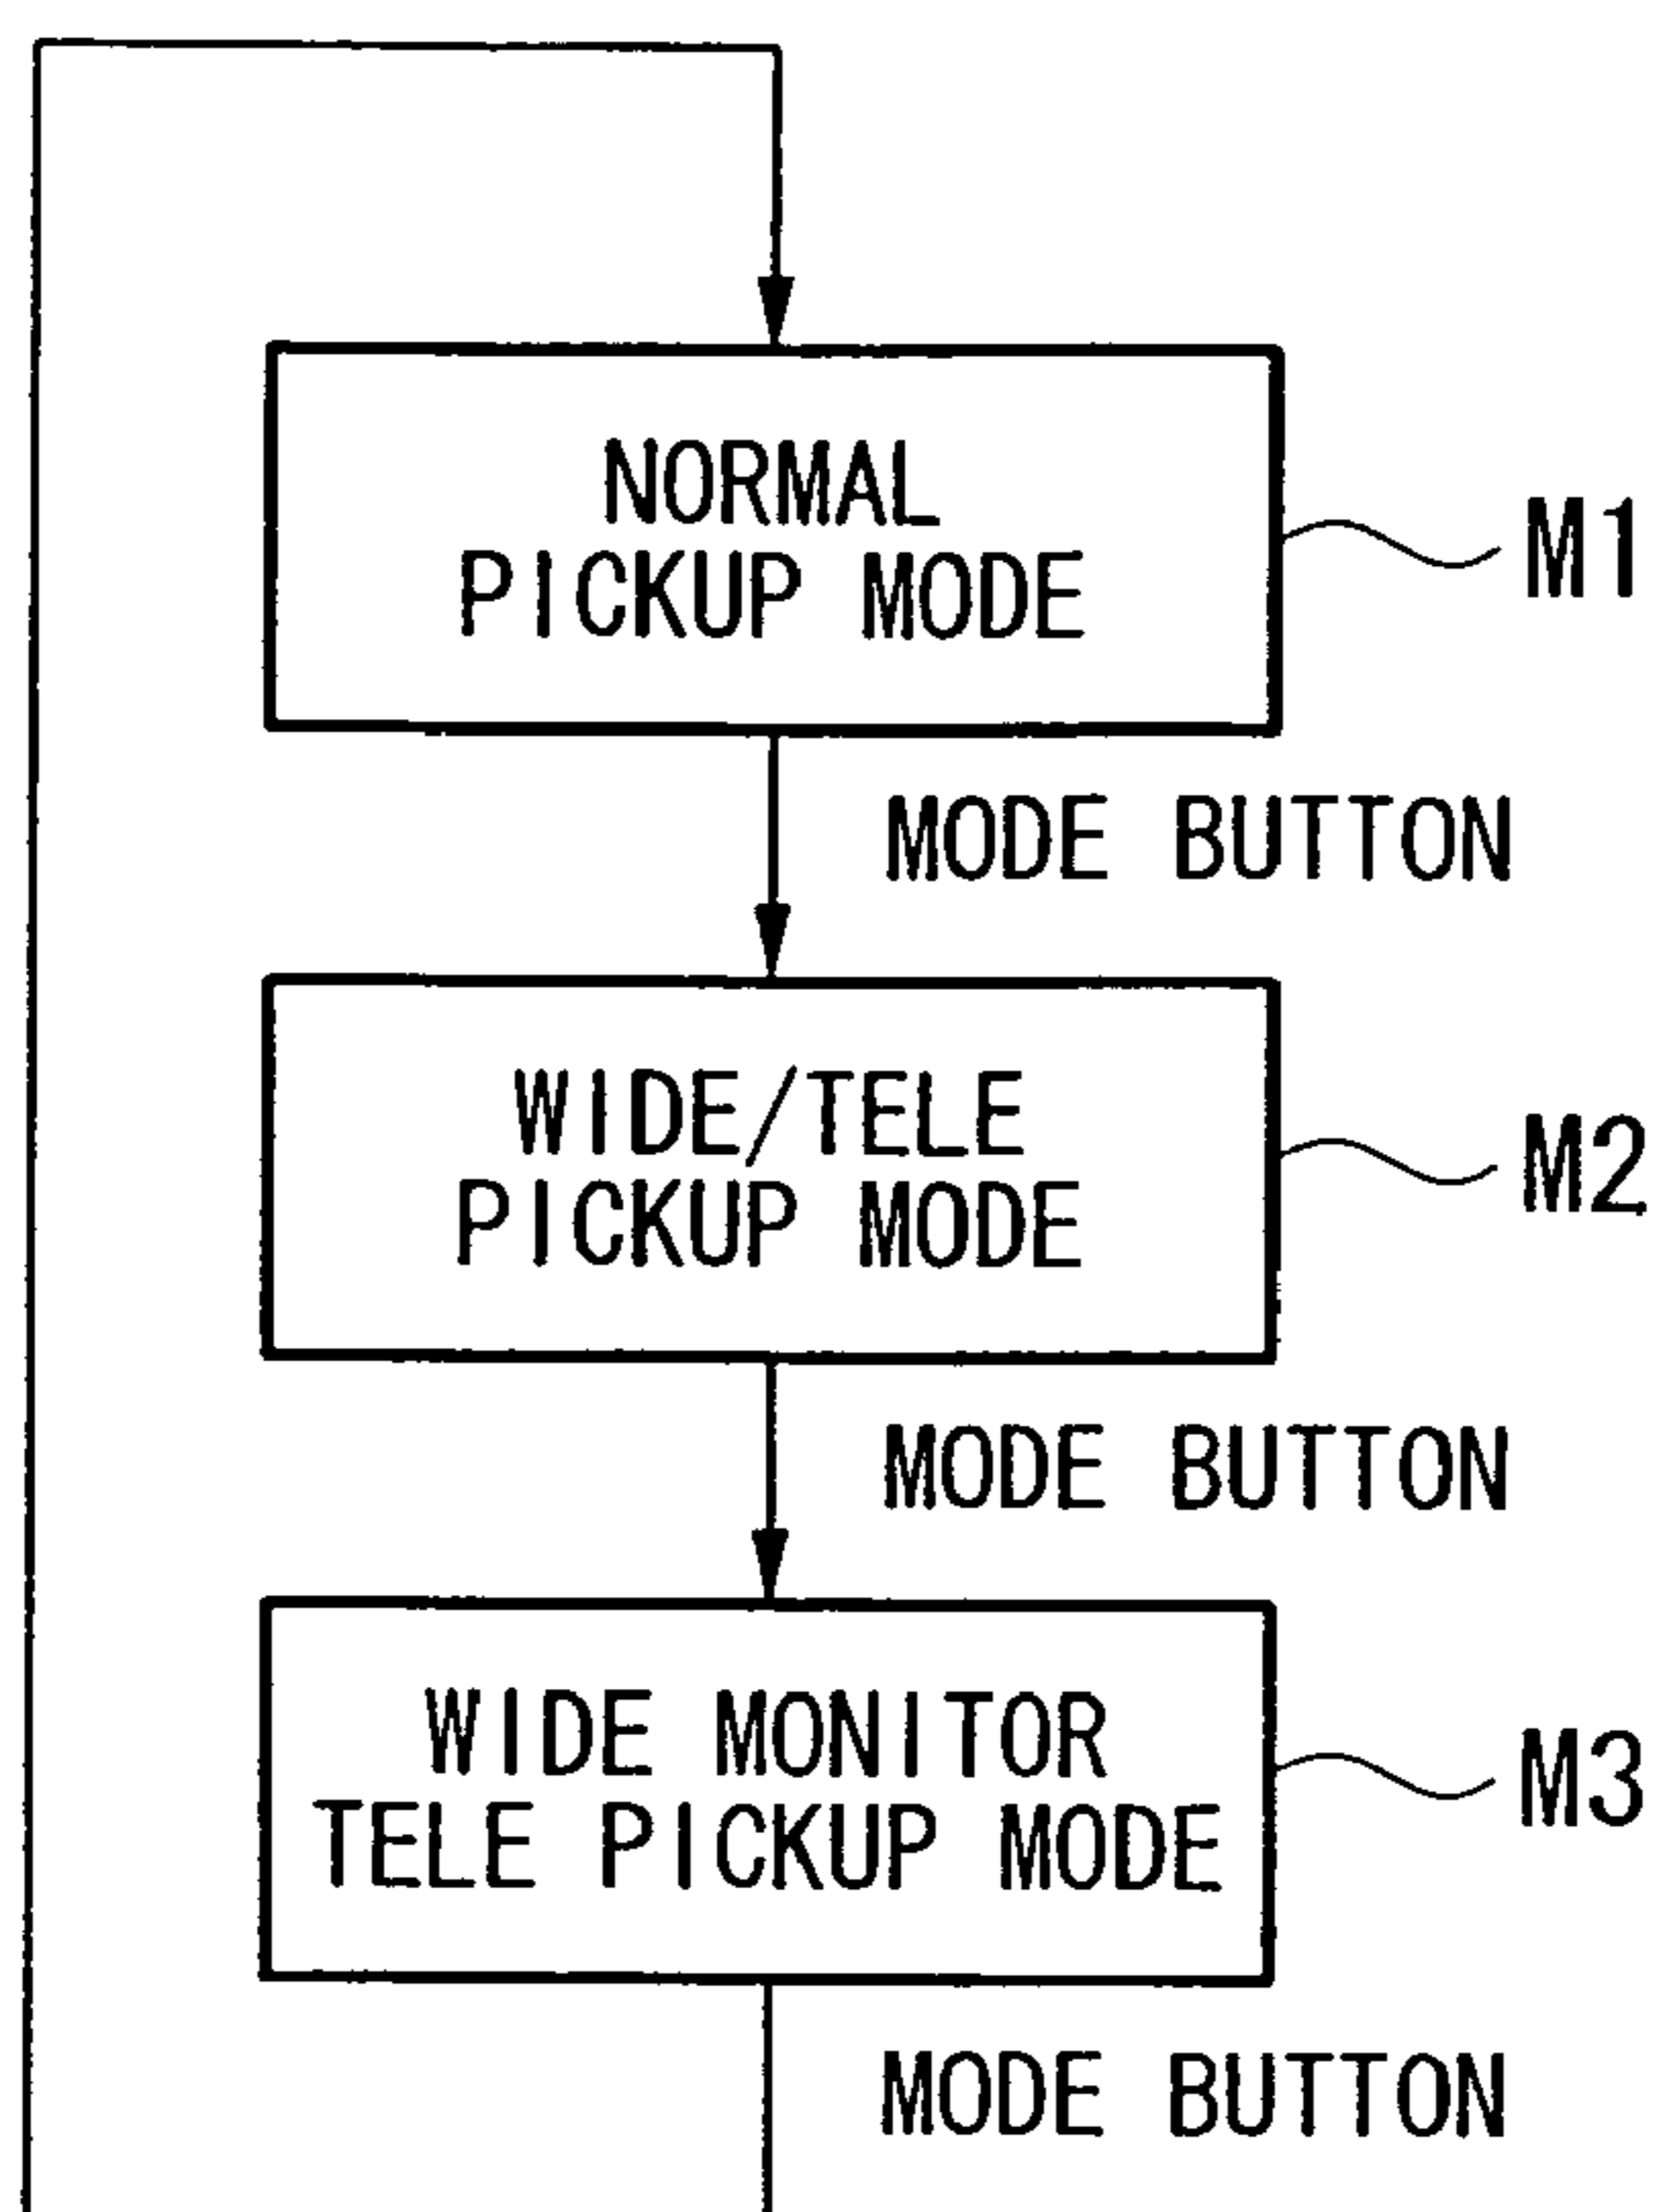 NORMAL
PICKUP MODE
M1
MODE BUTTON
WIDE/TELE
PICKUP MODE
M2
MODE BUTTON
WIDE MONITOR
TELE PICKUP MODE
M3
MODE BUTTON